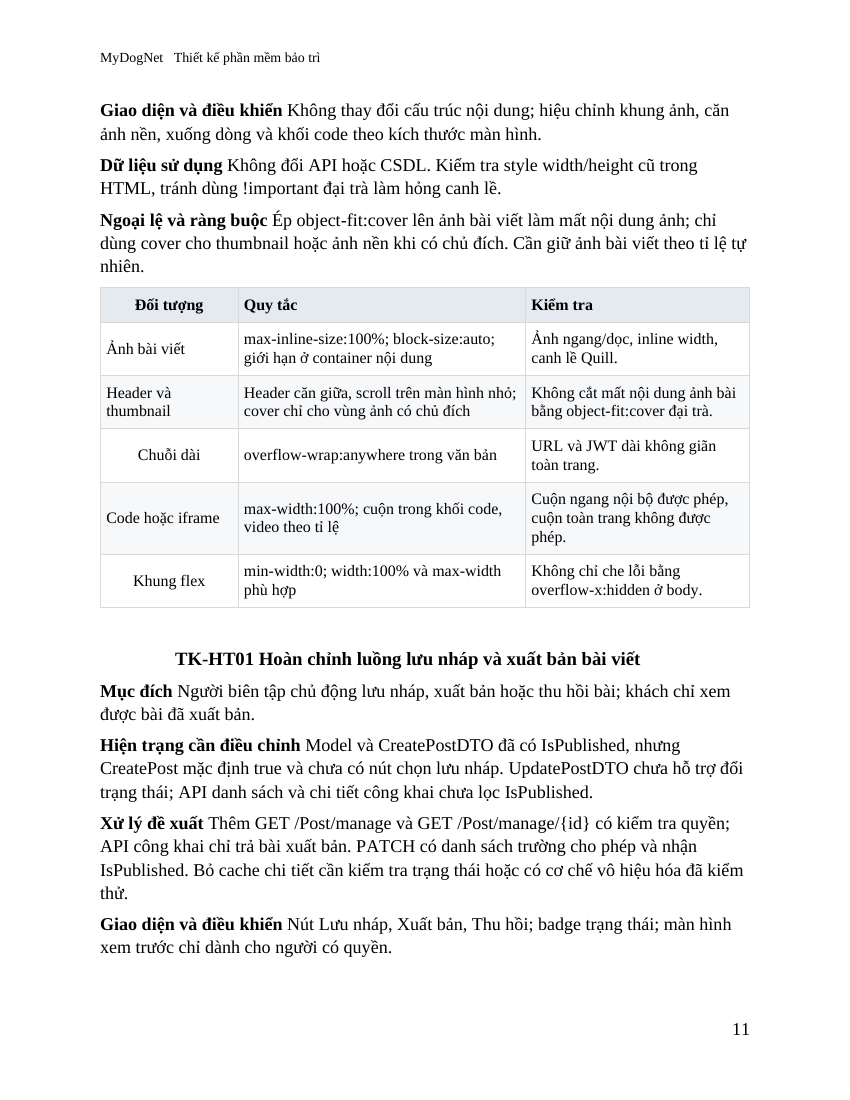 MyDogNet Thiết kế phần mềm bảo trì
Giao diện và điều khiển Không thay đổi cấu trúc nội dung; hiệu chỉnh khung ảnh, căn
ảnh nền, xuống dòng và khối code theo kích thước màn hình.
Dữ liệu sử dụng Không đổi API hoặc CSDL. Kiểm tra style width/height cũ trong
HTML, tránh dùng !important đại trà làm hỏng canh lề.
Ngoại lệ và ràng buộc Ép object-fit:cover lên ảnh bài viết làm mất nội dung ảnh; chỉ
dùng cover cho thumbnail hoặc ảnh nền khi có chủ đích. Cần giữ ảnh bài viết theo tỉ lệ tự
nhiên.
Đối tượng Quy tắc Kiểm tra
Ảnh bài viết
max-inline-size:100%; block-size:auto;
giới hạn ở container nội dung
Ảnh ngang/dọc, inline width,
canh lề Quill.
Header và
thumbnail
Header căn giữa, scroll trên màn hình nhỏ;
cover chỉ cho vùng ảnh có chủ đích
Không cắt mất nội dung ảnh bài
bằng object-fit:cover đại trà.
Chuỗi dài
overflow-wrap:anywhere trong văn bản
URL và JWT dài không giãn
toàn trang.
Code hoặc iframe
max-width:100%; cuộn trong khối code,
video theo tỉ lệ
Cuộn ngang nội bộ được phép,
cuộn toàn trang không được
phép.
Khung flex
min-width:0; width:100% và max-width
phù hợp
Không chỉ che lỗi bằng
overflow-x:hidden ở body.
TK-HT01 Hoàn chỉnh luồng lưu nháp và xuất bản bài viết
Mục đích Người biên tập chủ động lưu nháp, xuất bản hoặc thu hồi bài; khách chỉ xem
được bài đã xuất bản.
Hiện trạng cần điều chỉnh Model và CreatePostDTO đã có IsPublished, nhưng
CreatePost mặc định true và chưa có nút chọn lưu nháp. UpdatePostDTO chưa hỗ trợ đổi
trạng thái; API danh sách và chi tiết công khai chưa lọc IsPublished.
Xử lý đề xuất Thêm GET /Post/manage và GET /Post/manage/{id} có kiểm tra quyền;
API công khai chỉ trả bài xuất bản. PATCH có danh sách trường cho phép và nhận
IsPublished. Bỏ cache chi tiết cần kiểm tra trạng thái hoặc có cơ chế vô hiệu hóa đã kiểm
thử.
Giao diện và điều khiển Nút Lưu nháp, Xuất bản, Thu hồi; badge trạng thái; màn hình
xem trước chỉ dành cho người có quyền.
11